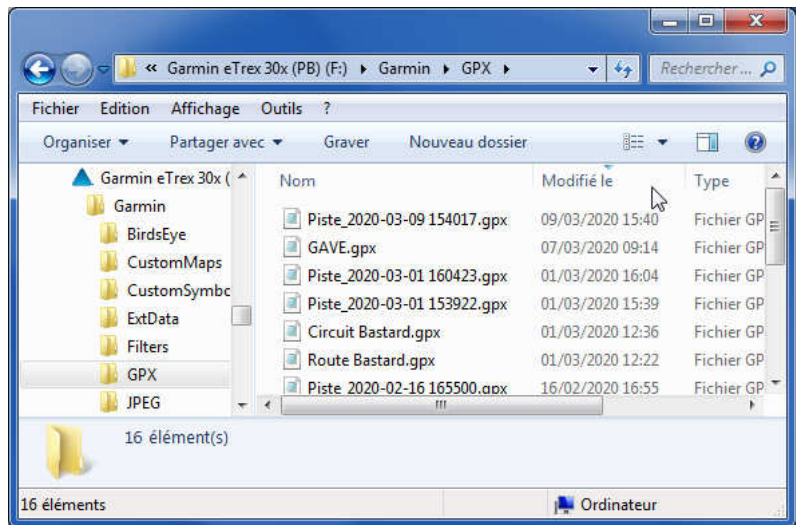 « Garmin eTrex 30x (PB) (F:) ▸ Garmin ▸ GPX ▸ Rechercher ...
Fichier Edition Affichage Outils ?
Organiser Partager avec Graver Nouveau dossier
Garmin eTrex 30x (
Garmin
BirdsEye
CustomMaps
CustomSymbc
ExtData
Filters
GPX
JPEG
Nom Modifié le Type
Piste_2020-03-09 154017.gpx 09/03/2020 15:40 Fichier GP
GAVE.gpx 07/03/2020 09:14 Fichier GP
Piste_2020-03-01 160423.gpx 01/03/2020 16:04 Fichier GP
Piste_2020-03-01 153922.gpx 01/03/2020 15:39 Fichier GP
Circuit Bastard.gpx 01/03/2020 12:36 Fichier GP
Route Bastard.gpx 01/03/2020 12:22 Fichier GP
Piste_2020-02-16 165500.gpx 16/02/2020 16:55 Fichier GP
16 élément(s)
16 éléments Ordinateur